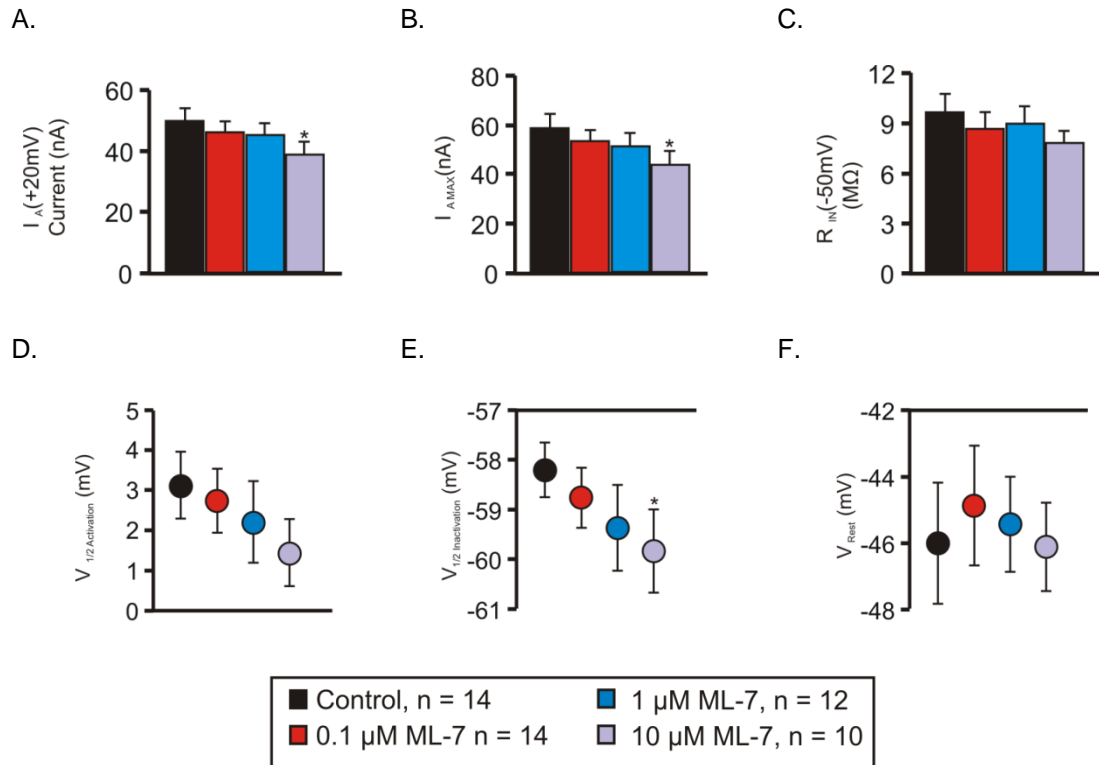 A.
B.
C.
60
40
20
0
I A(+20mV)
Current (nA)
*
80
60
40
20
0
I A MAX(nA)
*
12
9
6
3
0
R IN(-50mV)
(MΩ)
D.
E.
F.
5
4
3
2
1
0
V 1/2 Activation (mV)
-57
-58
-59
-60
-61
V 1/2 Inactivation (mV)
*
-42
-44
-46
-48
V Rest (mV)
Control, n = 14
1 µM ML-7, n = 12
0.1 µM ML-7 n = 14
10 µM ML-7, n = 10